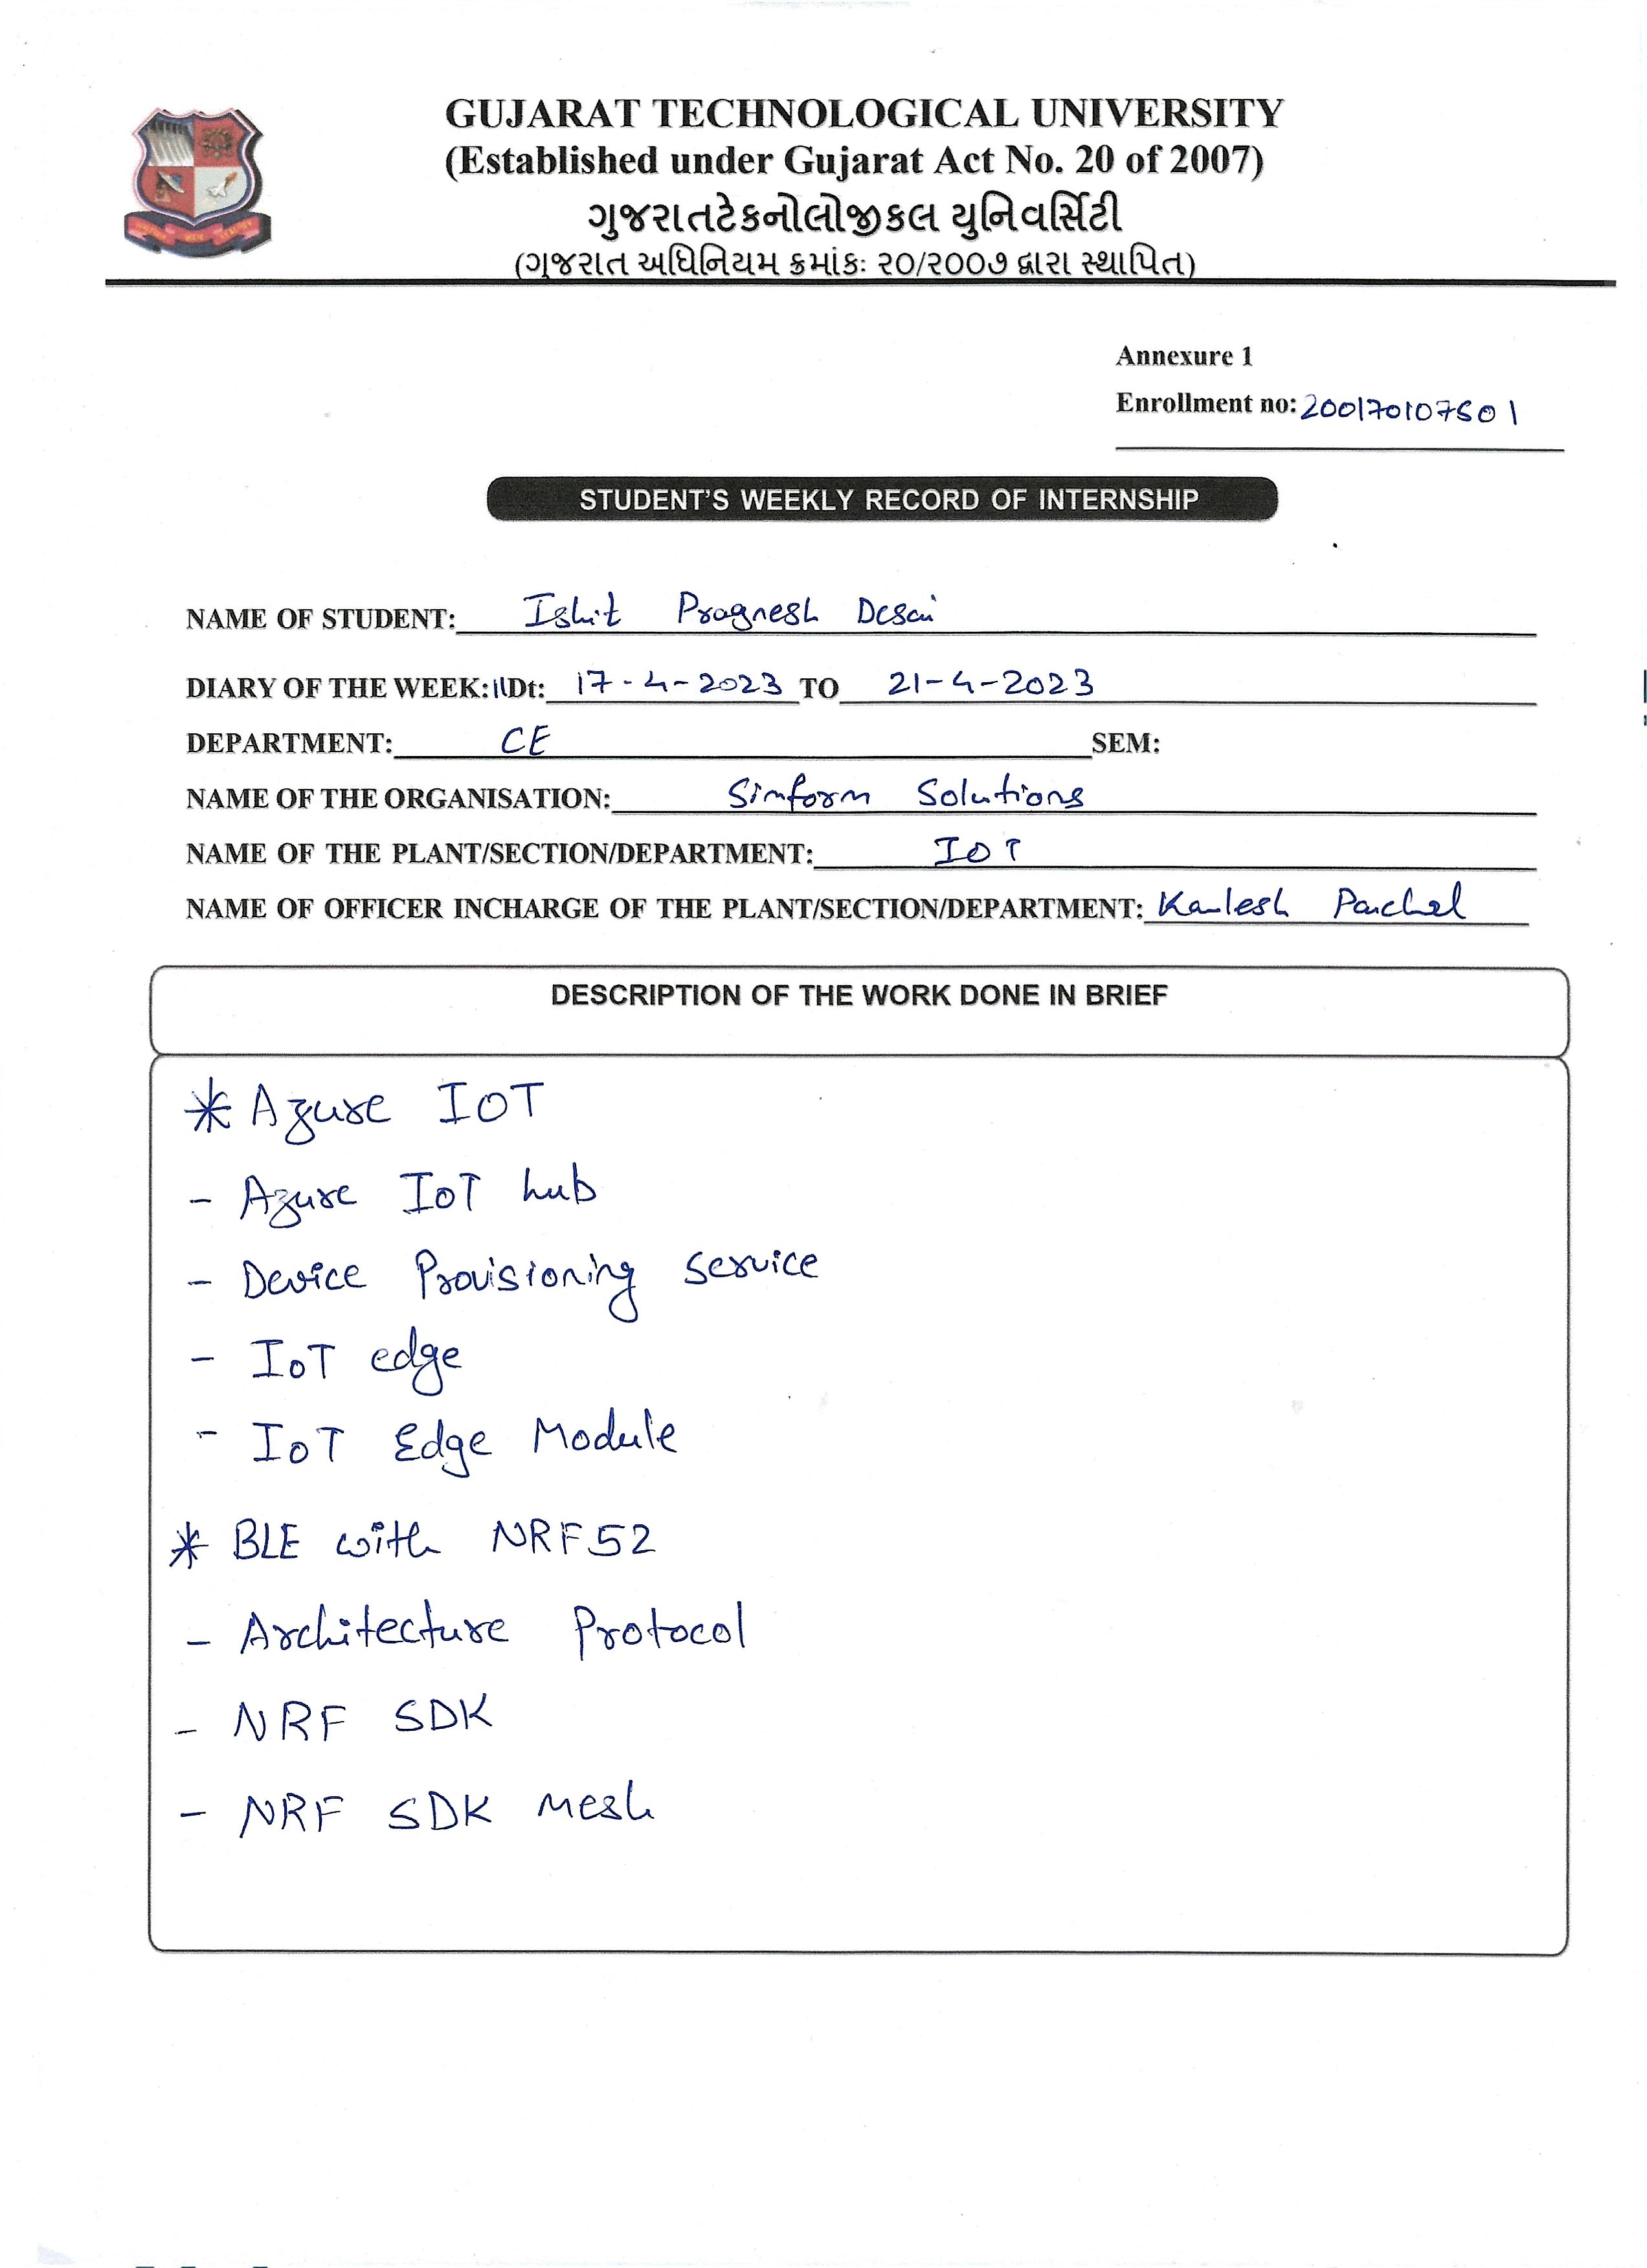 GUJARAT TECHNOLOGICAL UNIVERSITY
(Established under Gujarat Act No. 20 of 2007)
ગુજરાતટેકનોલોજીકલ યુનિવર્સિટી
(ગુજરાત અધિનિયમ ક્રમાંકઃ ૨૦/૨૦૦૭ દ્વારા સ્થાપિત)
Annexure 1
Enrollment no: 200170107501
STUDENT'S WEEKLY RECORD OF INTERNSHIP
NAME OF STUDENT: Ishit Pragnesh Desai
DIARY OF THE WEEK: 11 Dt: 17-4-2023 TO 21-4-2023
DEPARTMENT: CE SEM:
NAME OF THE ORGANISATION: Simform Solutions
NAME OF THE PLANT/SECTION/DEPARTMENT: IOT
NAME OF OFFICER INCHARGE OF THE PLANT/SECTION/DEPARTMENT:
DESCRIPTION OF THE WORK DONE IN BRIEF
* Azure IOT
- Azure IoT hub
- Device Provisioning service
- IoT edge
- IoT Edge Module
* BLE with NRF52
- Architecture Protocol
- NRF SDK
- NRF SDK Mesh